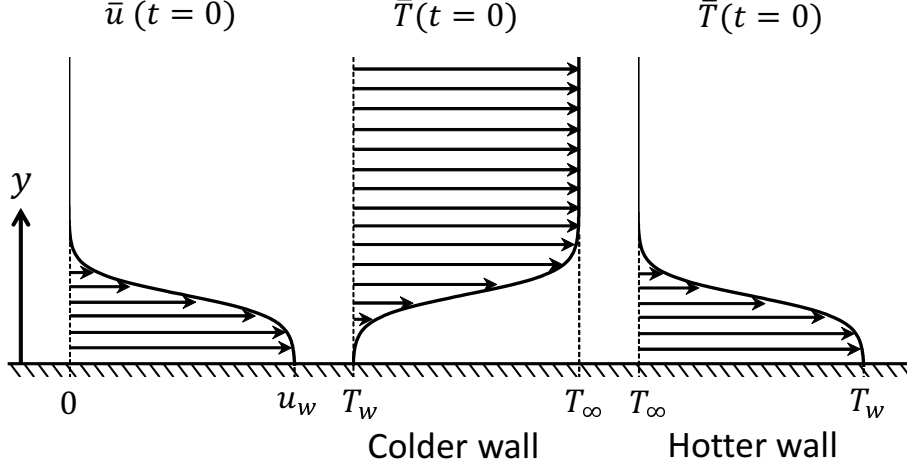 ū (t = 0)
T̄(t = 0)
T̄(t = 0)
y
0
u_w
T_w
T_∞
T_∞
T_w
Colder wall
Hotter wall